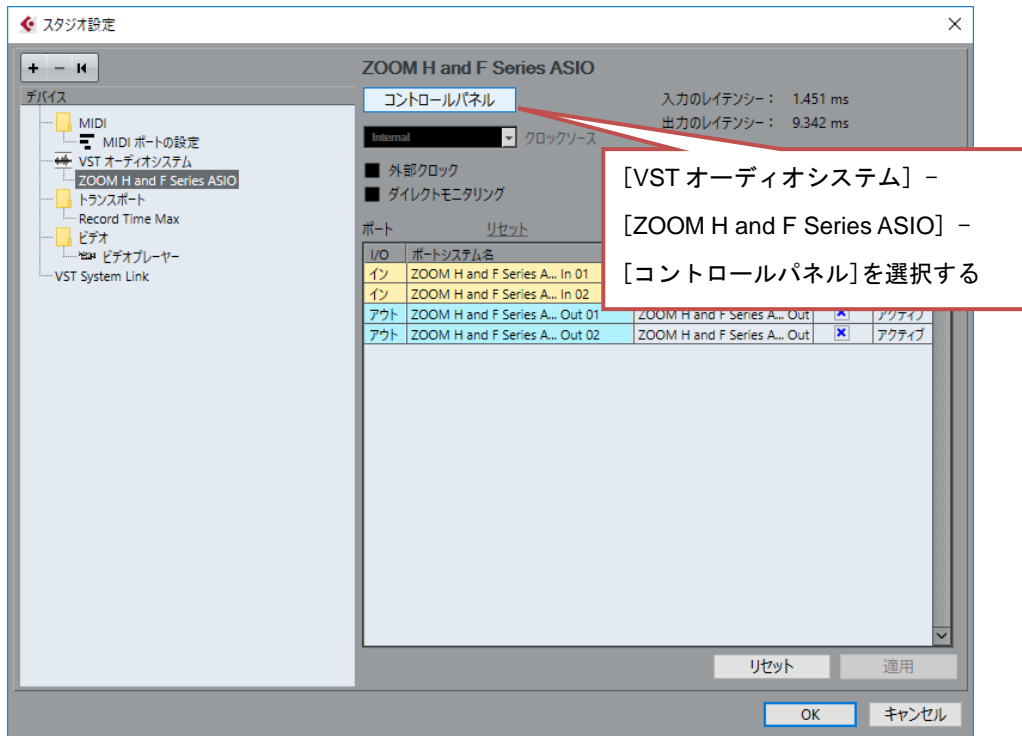 スタジオ設定
デバイス
MIDI
MIDI ポートの設定
VST オーディオシステム
ZOOM H and F Series ASIO
トランスポート
Record Time Max
ビデオ
ビデオプレーヤー
VST System Link
ZOOM H and F Series ASIO
コントロールパネル
入力のレイテンシー： 1.451 ms
出力のレイテンシー： 9.342 ms
Internal クロックソース
外部クロック
ダイレクトモニタリング
[VST オーディオシステム] −
[ZOOM H and F Series ASIO] −
[コントロールパネル]を選択する
ポート リセット
I/O ポートシステム名
イン ZOOM H and F Series A... In 01
イン ZOOM H and F Series A... In 02
アウト ZOOM H and F Series A... Out 01 ZOOM H and F Series A... Out アクティブ
アウト ZOOM H and F Series A... Out 02 ZOOM H and F Series A... Out アクティブ
リセット 適用
OK キャンセル